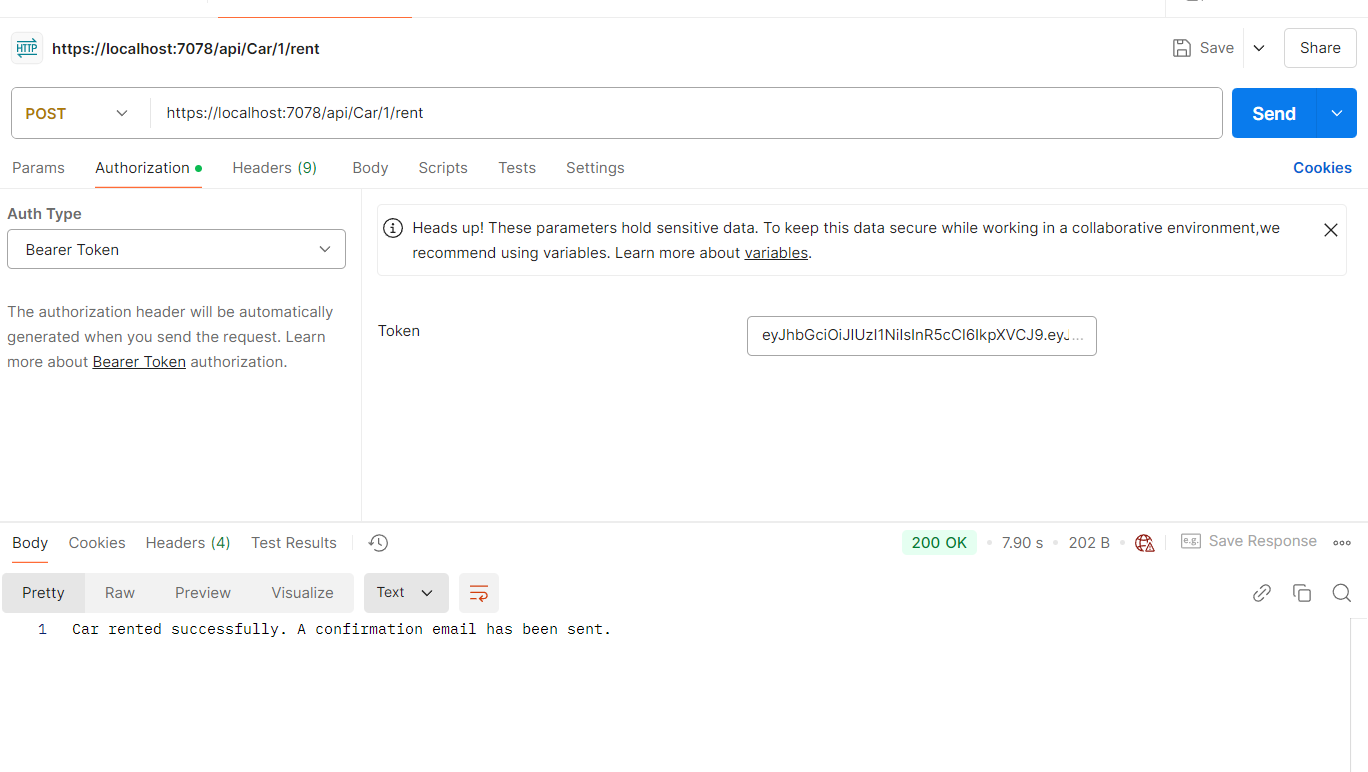 HTTP https://localhost:7078/api/Car/1/rent Save Share
POST https://localhost:7078/api/Car/1/rent Send
Params Authorization Headers (9) Body Scripts Tests Settings Cookies
Auth Type
Bearer Token
The authorization header will be automatically
generated when you send the request. Learn
more about Bearer Token authorization.
Heads up! These parameters hold sensitive data. To keep this data secure while working in a collaborative environment,we
recommend using variables. Learn more about variables.
Token eyJhbGciOiJIUzI1NiIsInR5cCI6IkpXVCJ9.eyJ...
Body Cookies Headers (4) Test Results 200 OK 7.90 s 202 B e.g. Save Response
Pretty Raw Preview Visualize Text
1 Car rented successfully. A confirmation email has been sent.